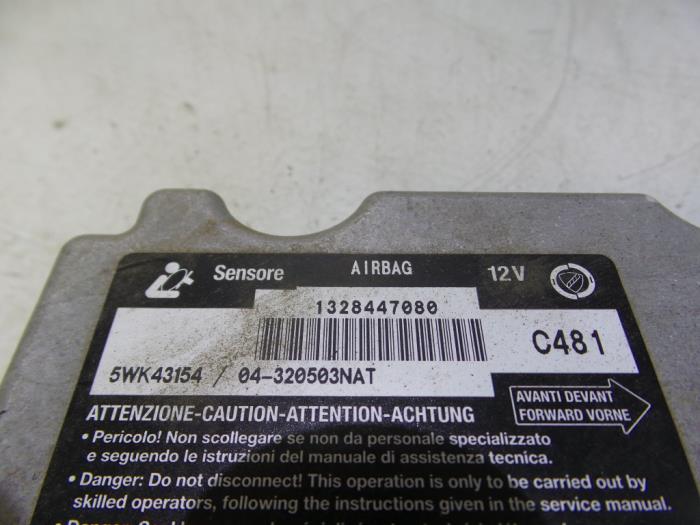 Sensore AIRBAG 12V
1328447080
C481
5WK43154 / 04-320503NAT
AVANTI DEVANT
FORWARD VORNE
ATTENZIONE-CAUTION-ATTENTION-ACHTUNG
• Pericolo! Non scollegare se non da personale specializzato
e seguendo le istruzioni del manuale di assistenza tecnica.
• Danger: Do not disconnect! This operation is only to be carried out by
skilled operators, following the instructions given in the service manual.